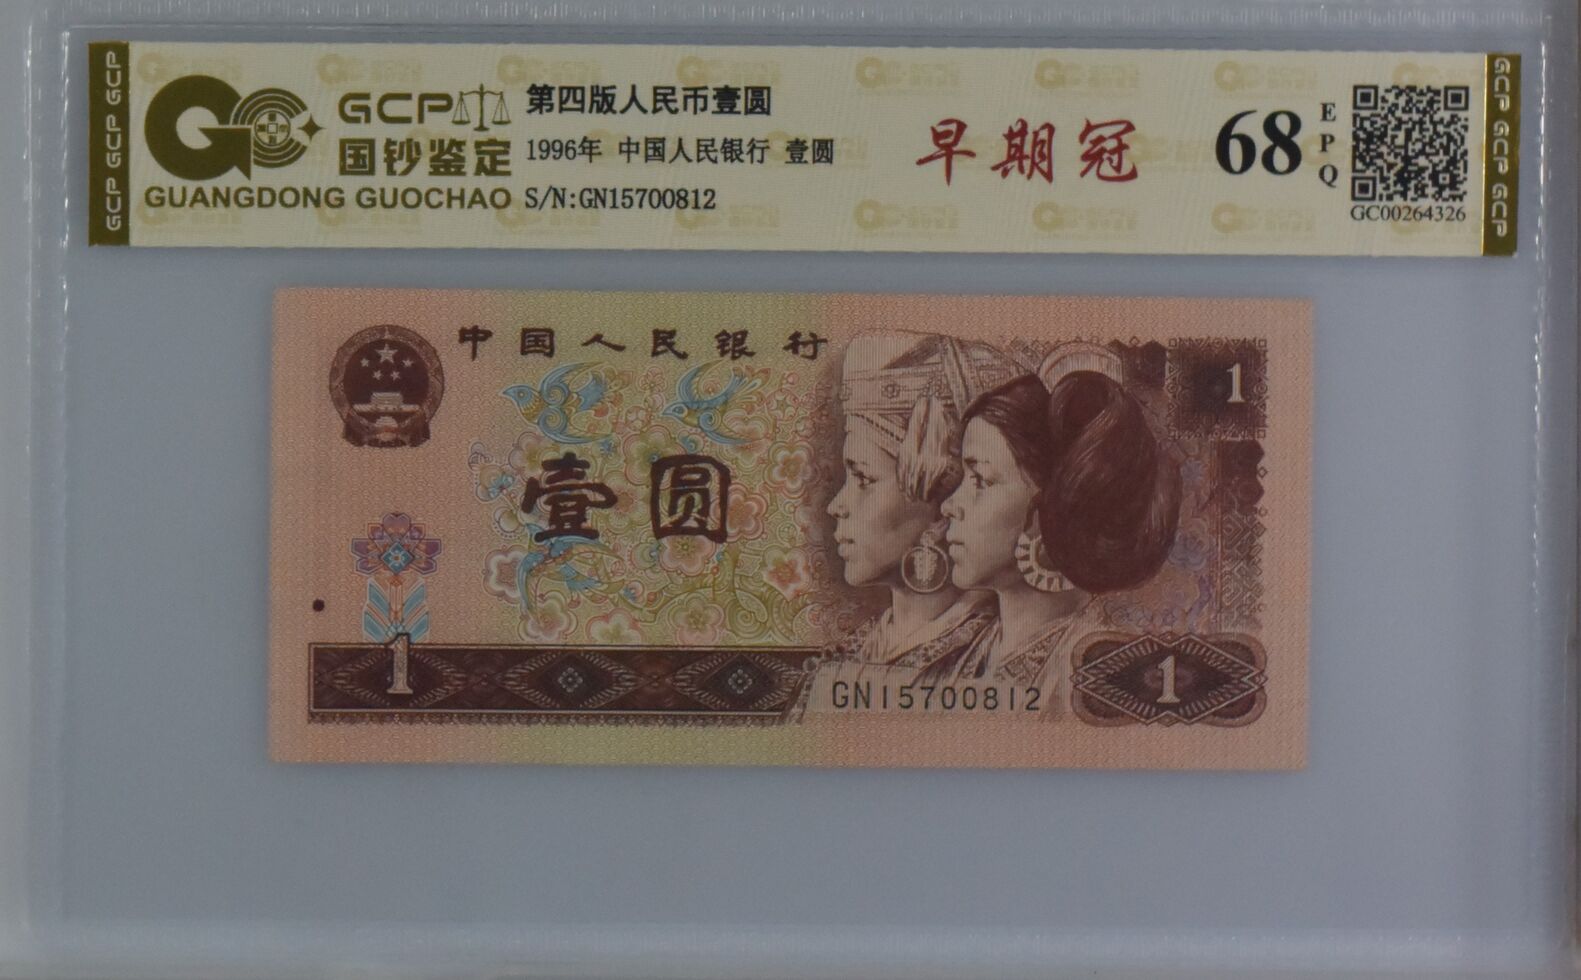 GCP GCP GCP
GCP
国钞鉴定
GUANGDONG GUOCHAO
第四版人民币壹圆
1996年 中国人民银行 壹圆
S/N:GN15700812
早期冠
68
EPQ
GC00264326
GCP GCP GCP
中国人民银行
1
壹圆
1
GN15700812
1